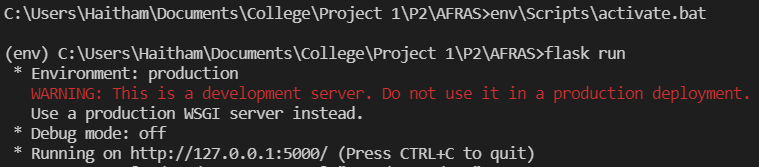 C:\Users\Haitham\Documents\College\Project 1\P2\AFRAS>env\Scripts\activate.bat
(env) C:\Users\Haitham\Documents\College\Project 1\P2\AFRAS>flask run
* Environment: production
WARNING: This is a development server. Do not use it in a production deployment.
Use a production WSGI server instead.
* Debug mode: off
* Running on http://127.0.0.1:5000/ (Press CTRL+C to quit)